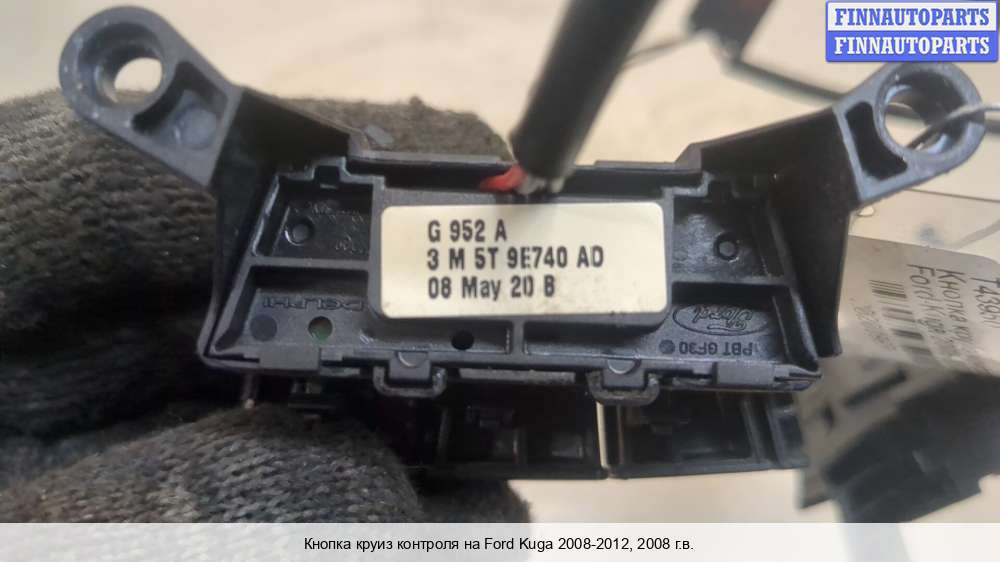 FINNAUTOPARTS
FINNAUTOPARTS
G 952 A
3 M 5T 9E740 AD
08 May 20 B
DELPHI
Ford
PBT GF30
Кнопка круиз контроля на Ford Kuga 2008-2012, 2008 г.в.